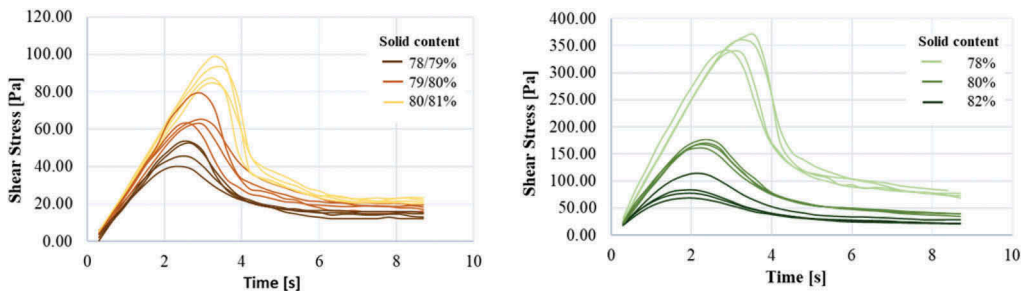 120.00
100.00
80.00
60.00
40.00
20.00
0.00
Shear Stress [Pa]
0 2 4 6 8 10
Time [s]
Solid content
78/79%
79/80%
80/81%
400.00
350.00
300.00
250.00
200.00
150.00
100.00
50.00
0.00
Shear Stress [Pa]
0 2 4 6 8 10
Time [s]
Solid content
78%
80%
82%